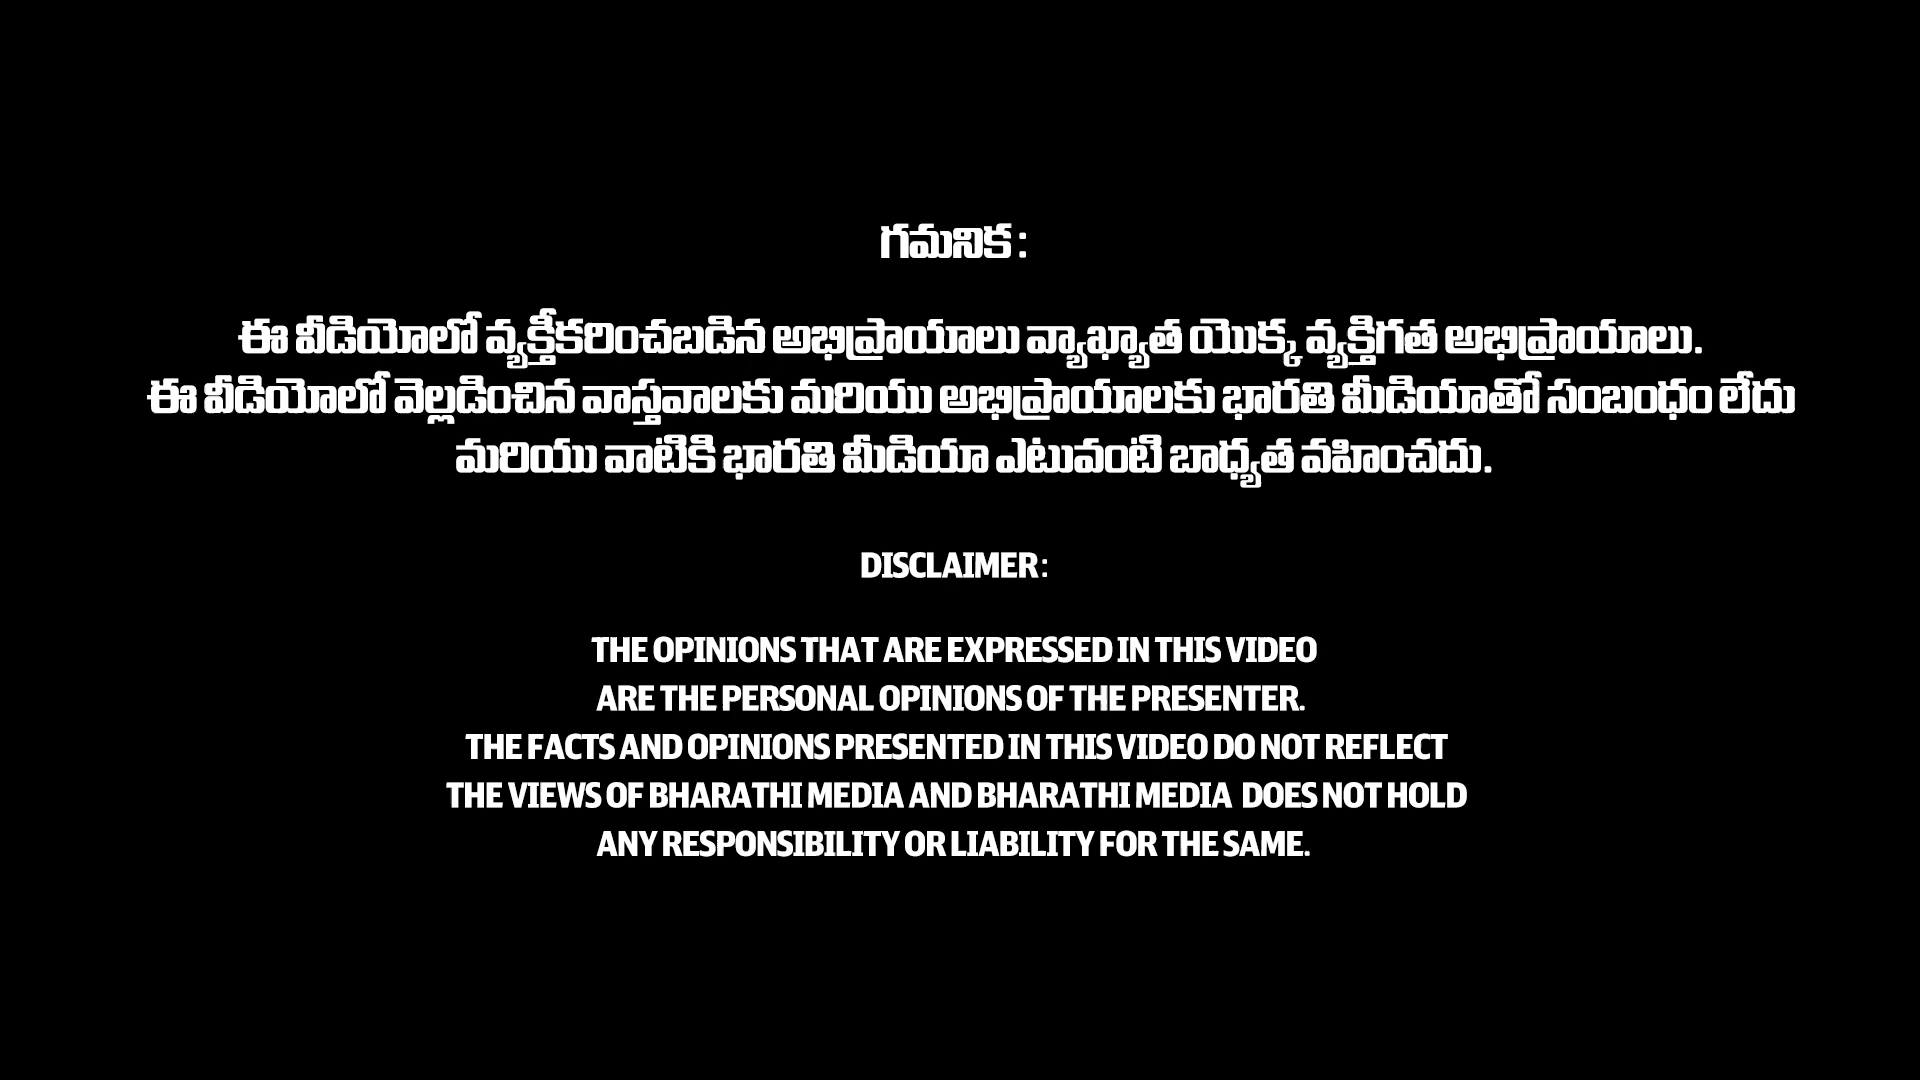 గమనిక :
ఈ వీడియోలో వ్యక్తీకరించబడిన అభిప్రాయాలు వ్యాఖ్యాత యొక్క వ్యక్తిగత అభిప్రాయాలు.
ఈ వీడియోలో వెల్లడించిన వాస్తవాలకు మరియు అభిప్రాయాలకు భారతి మీడియాతో సంబంధం లేదు
మరియు వాటికి భారతి మీడియా ఎటువంటి బాధ్యత వహించదు.
DISCLAIMER :
THE OPINIONS THAT ARE EXPRESSED IN THIS VIDEO
ARE THE PERSONAL OPINIONS OF THE PRESENTER.
THE FACTS AND OPINIONS PRESENTED IN THIS VIDEO DO NOT REFLECT
THE VIEWS OF BHARATHI MEDIA AND BHARATHI MEDIA DOES NOT HOLD
ANY RESPONSIBILITY OR LIABILITY FOR THE SAME.